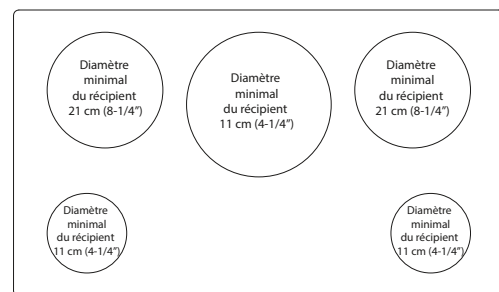 Diamètre
minimal
du récipient
21 cm (8-1/4”)
Diamètre
minimal
du récipient
11 cm (4-1/4”)
Diamètre
minimal
du récipient
21 cm (8-1/4”)
Diamètre
minimal
du récipient
11 cm (4-1/4”)
Diamètre
minimal
du récipient
11 cm (4-1/4”)